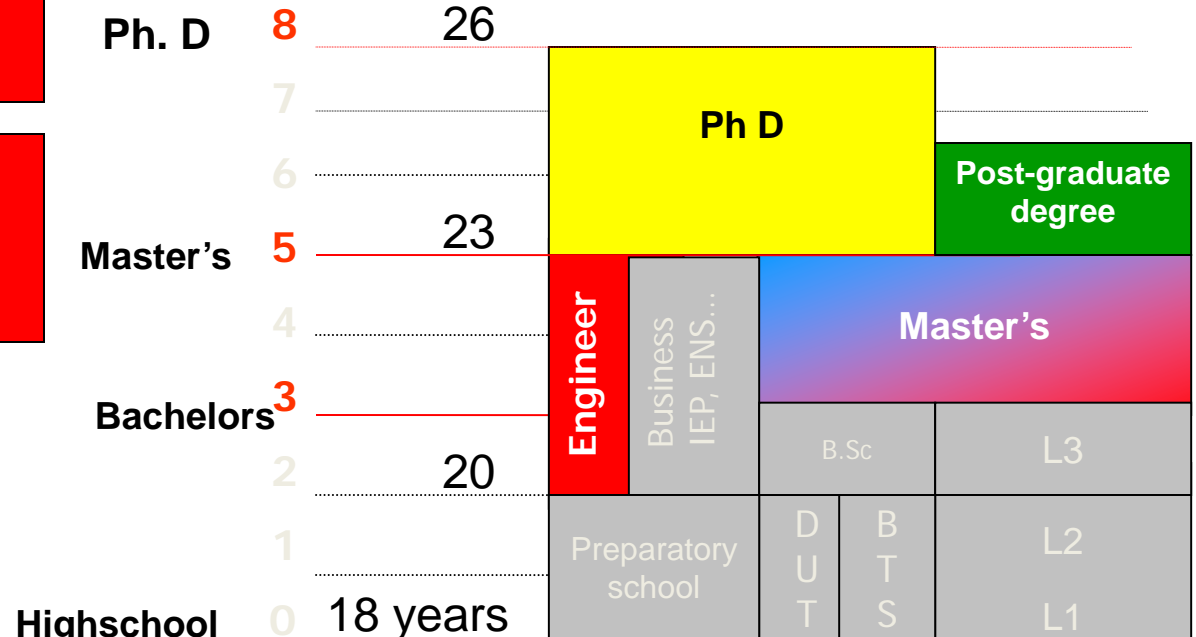 Ph. D 8 26
7
Ph D
6
Post-graduate
degree
Master's 5 23
4
Engineer
Business
IEP, ENS...
Master's
Bachelors 3
B.Sc
L3
2 20
1
Preparatory
school
D
U
T
B
T
S
L2
Highschool 0 18 years
L1